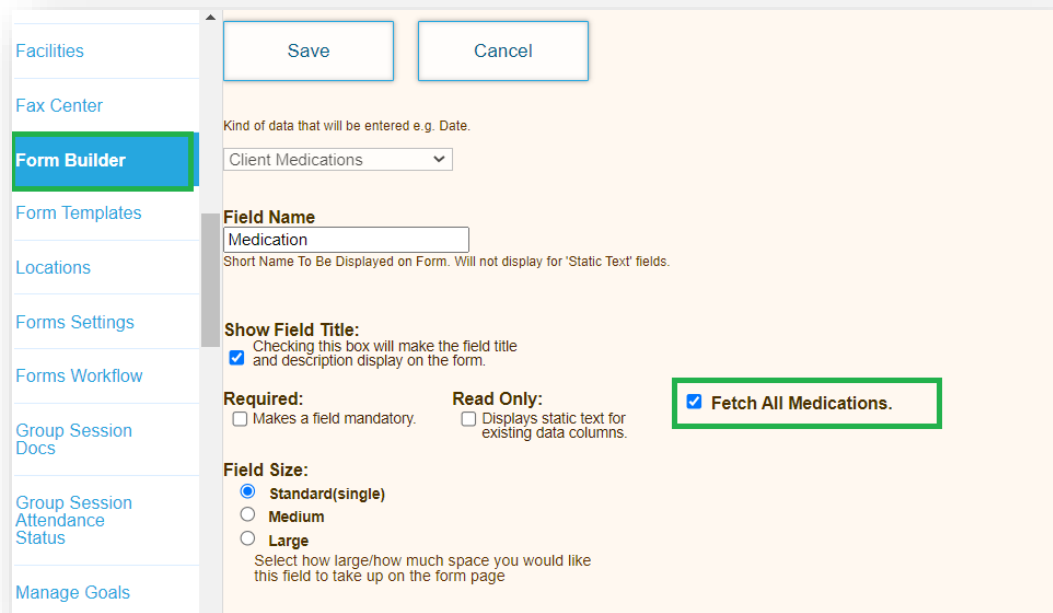 Facilities
Fax Center
Form Builder
Form Templates
Locations
Forms Settings
Forms Workflow
Group Session
Docs
Group Session
Attendance
Status
Manage Goals
Save
Cancel
Kind of data that will be entered e.g. Date.
Client Medications
Field Name
Medication
Short Name To Be Displayed on Form. Will not display for 'Static Text' fields.
Show Field Title:
Checking this box will make the field title
and description display on the form.
Required:
Makes a field mandatory.
Read Only:
Displays static text for
existing data columns.
Fetch All Medications.
Field Size:
Standard(single)
Medium
Large
Select how large/how much space you would like
this field to take up on the form page